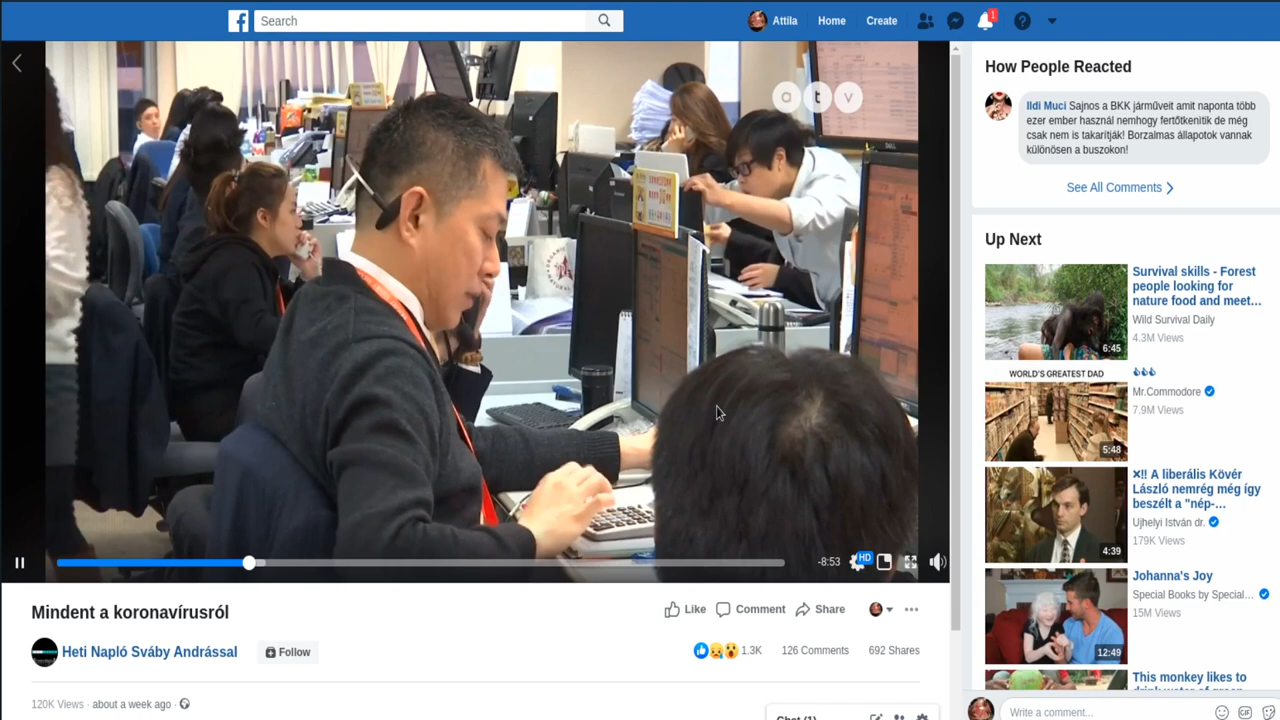 Search
Attila
Home
Create
1
a t v
DELL
-8:53
HD
Mindent a koronavírusról
Like
Comment
Share
Heti Napló Sváby Andrással
Follow
1.3K
126 Comments
692 Shares
120K Views · about a week ago ·
Chat (1)
How People Reacted
Ildi Muci Sajnos a BKK járműveit amit naponta több
ezer ember használ nemhogy fertőtkenitik de még
csak nem is takarítják! Borzalmas állapotok vannak
különösen a buszokon!
See All Comments
Up Next
Survival skills - Forest
people looking for
nature food and meet...
Wild Survival Daily
4.3M Views
6:45
WORLD'S GREATEST DAD
Mr.Commodore
7.9M Views
5:48
×!! A liberális Kövér
László nemrég még így
beszélt a "nép-...
Ujhelyi István dr.
179K Views
4:39
Johanna's Joy
Special Books by Special...
15M Views
12:49
This monkey likes to
Write a comment...
GIF